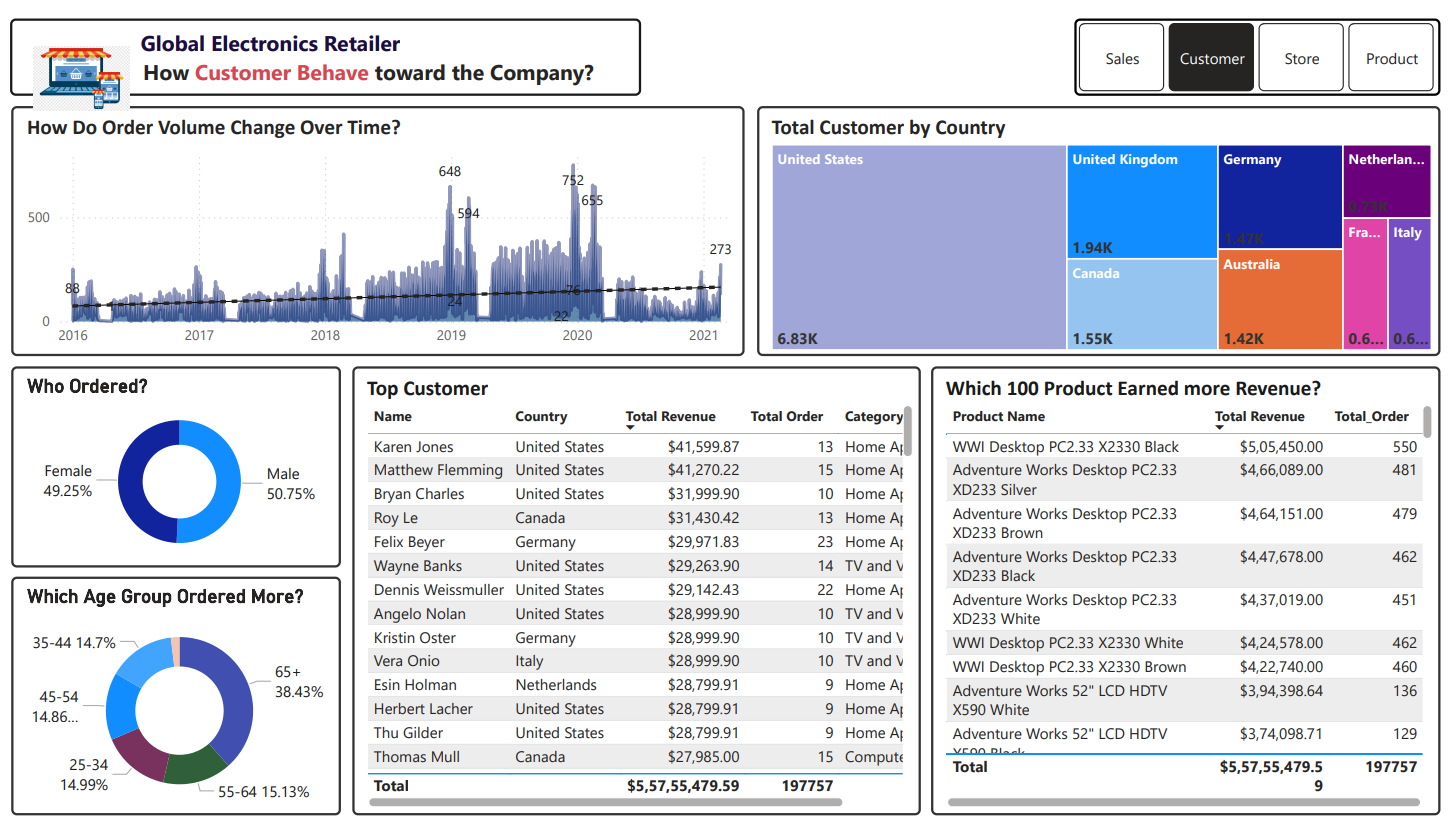 Global Electronics Retailer
How Customer Behave toward the Company?
Sales
Customer
Store
Product
How Do Order Volume Change Over Time?
500
0
88
648
594
24
752
655
76
22
273
2016
2017
2018
2019
2020
2021
Total Customer by Country
United States
6.83K
United Kingdom
1.94K
Canada
1.55K
Germany
1.47K
Australia
1.42K
Netherlan...
0.73K
Fra...
0.6...
Italy
0.6...
Who Ordered?
Female
49.25%
Male
50.75%
Which Age Group Ordered More?
35-44 14.7%
65+
38.43%
45-54
14.86...
25-34
14.99%
55-64 15.13%
Top Customer
Name Country Total Revenue Total Order Category
Karen Jones United States $41,599.87 13 Home Ap
Matthew Flemming United States $41,270.22 15 Home Ap
Bryan Charles United States $31,999.90 10 Home Ap
Roy Le Canada $31,430.42 13 Home Ap
Felix Beyer Germany $29,971.83 23 Home Ap
Wayne Banks United States $29,263.90 14 TV and V
Dennis Weissmuller United States $29,142.43 22 Home Ap
Angelo Nolan United States $28,999.90 10 TV and V
Kristin Oster Germany $28,999.90 10 TV and V
Vera Onio Italy $28,999.90 10 TV and V
Esin Holman Netherlands $28,799.91 9 Home Ap
Herbert Lacher United States $28,799.91 9 Home Ap
Thu Gilder United States $28,799.91 9 Home Ap
Thomas Mull Canada $27,985.00 15 Compute
Total $5,57,55,479.59 197757
Which 100 Product Earned more Revenue?
Product Name Total Revenue Total_Order
WWI Desktop PC2.33 X2330 Black $5,05,450.00 550
Adventure Works Desktop PC2.33 $4,66,089.00 481
XD233 Silver
Adventure Works Desktop PC2.33 $4,64,151.00 479
XD233 Brown
Adventure Works Desktop PC2.33 $4,47,678.00 462
XD233 Black
Adventure Works Desktop PC2.33 $4,37,019.00 451
XD233 White
WWI Desktop PC2.33 X2330 White $4,24,578.00 462
WWI Desktop PC2.33 X2330 Brown $4,22,740.00 460
Adventure Works 52" LCD HDTV $3,94,398.64 136
X590 White
Adventure Works 52" LCD HDTV $3,74,098.71 129
X590 Black
Total $5,57,55,479.5 197757
9